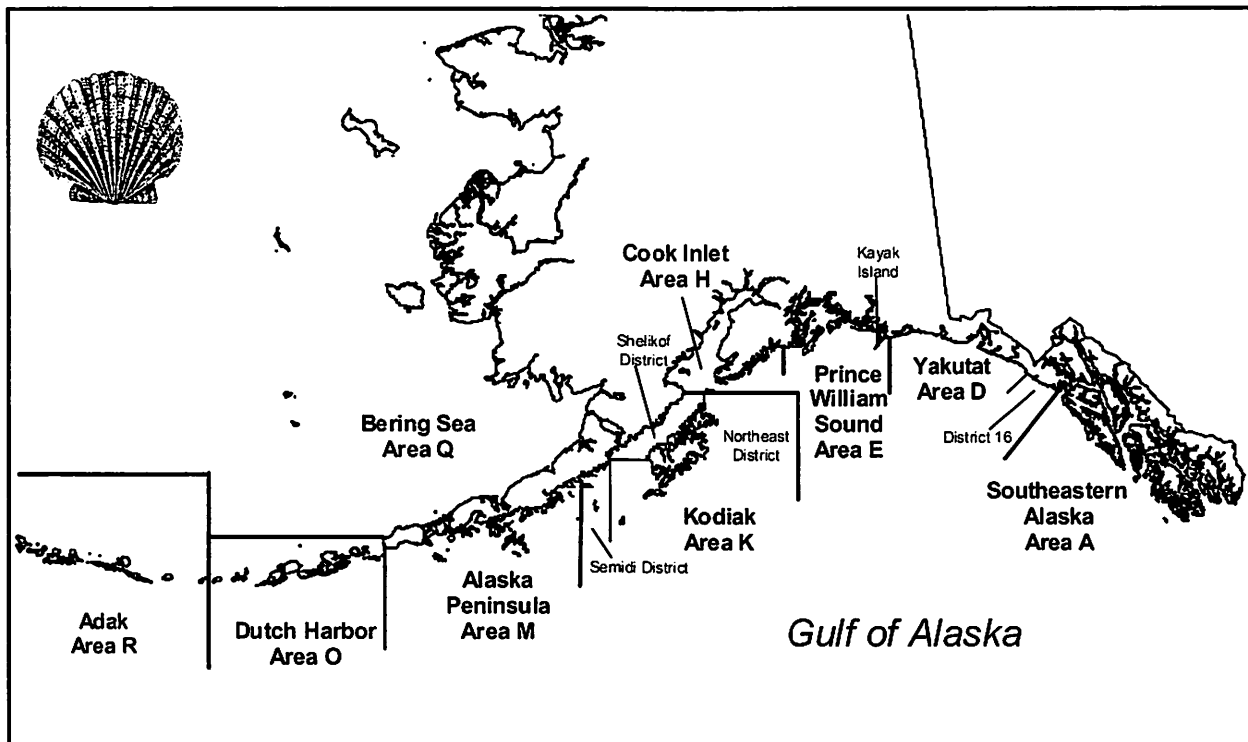 Cook Inlet
Area H
Kayak
Island
Shelikof
District
Prince
William
Sound
Area E
Yakutat
Area D
District 16
Bering Sea
Area Q
Northeast
District
Southeastern
Alaska
Area A
Kodiak
Area K
Semidi District
Alaska
Peninsula
Area M
Adak
Area R
Dutch Harbor
Area O
Gulf of Alaska